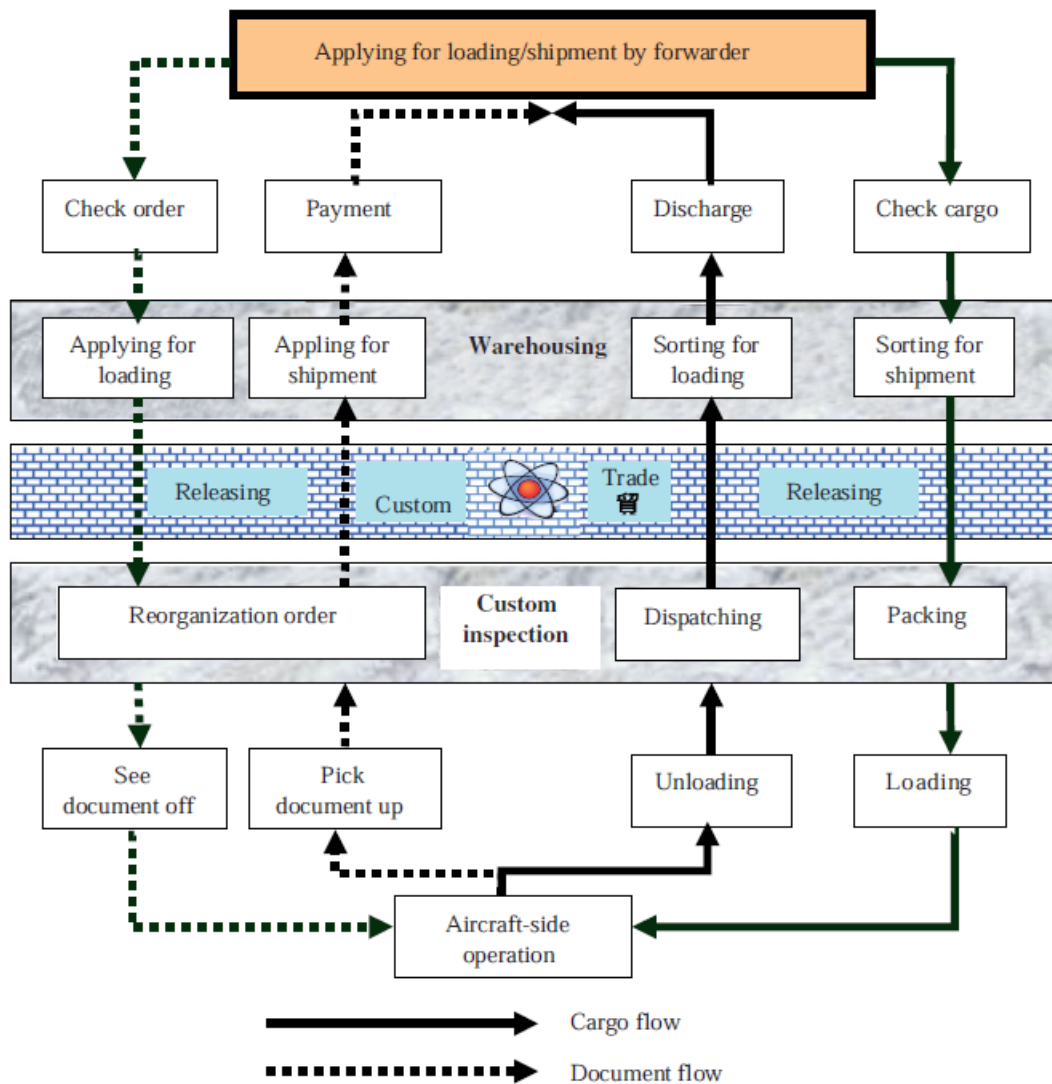 Applying for loading/shipment by forwarder
Check order
Payment
Discharge
Check cargo
Applying for
loading
Appling for
shipment
Warehousing
Sorting for
loading
Sorting for
shipment
Releasing
Custom
Trade
貿
Releasing
Reorganization order
Custom
inspection
Dispatching
Packing
See
document off
Pick
document up
Unloading
Loading
Aircraft-side
operation
Cargo flow
Document flow